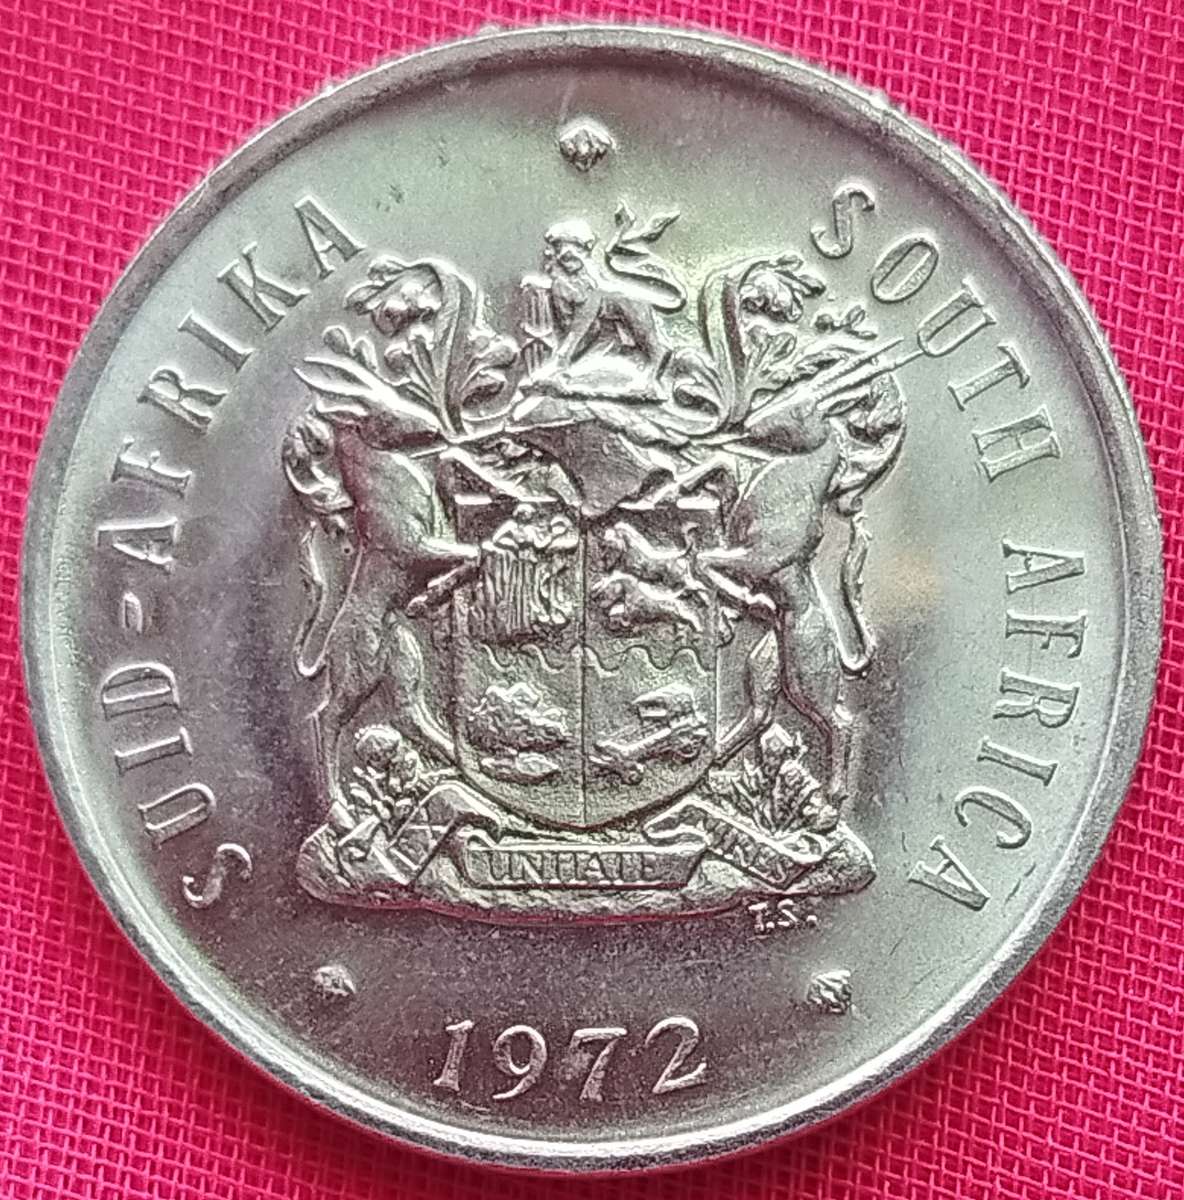 SUID-AFRIKA
SOUTH AFRICA
UNITATE
VIRES
T.S.
1972